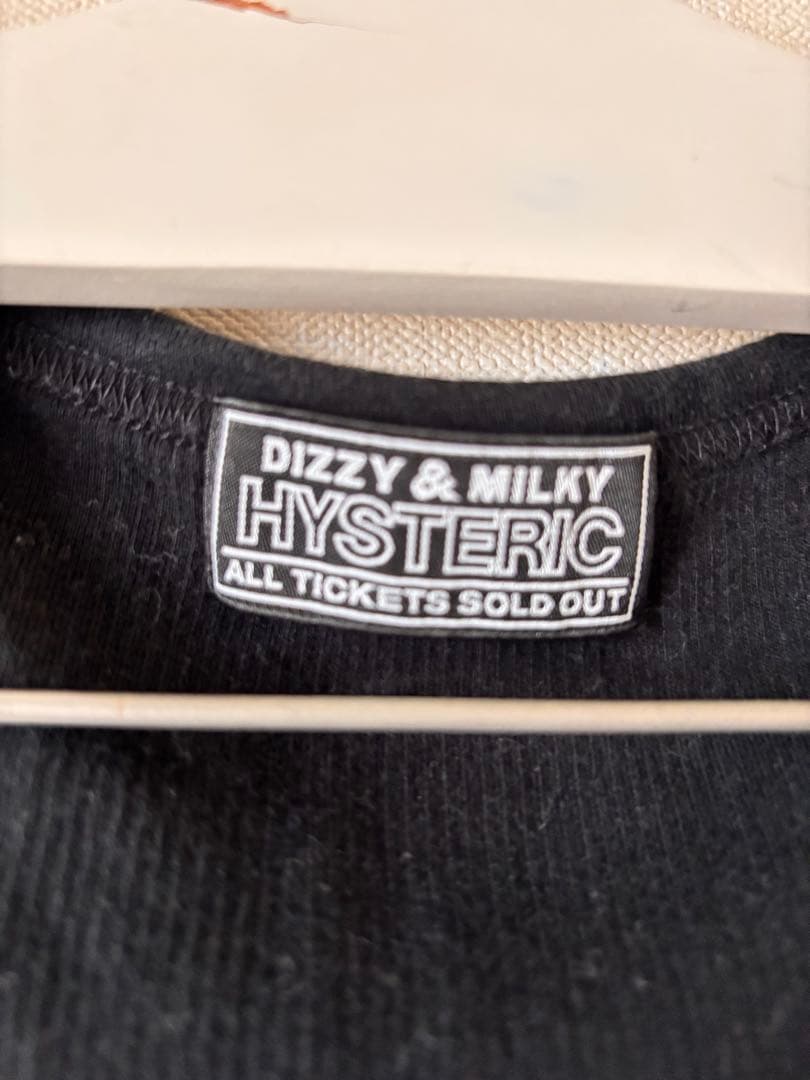 DIZZY & MILKY
HYSTERIC
ALL TICKETS SOLD OUT